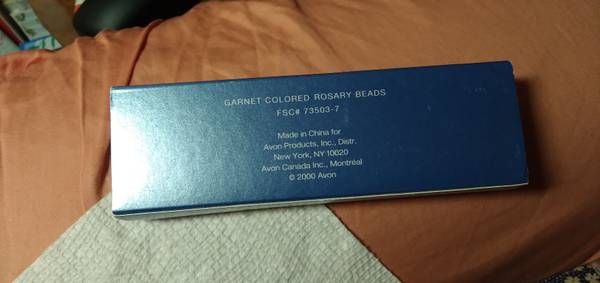 GARNET COLORED ROSARY BEADS
FSC# 73503-7
Made in China for
Avon Products, Inc., Distr.
New York, NY 10020
Avon Canada Inc., Montréal
© 2000 Avon